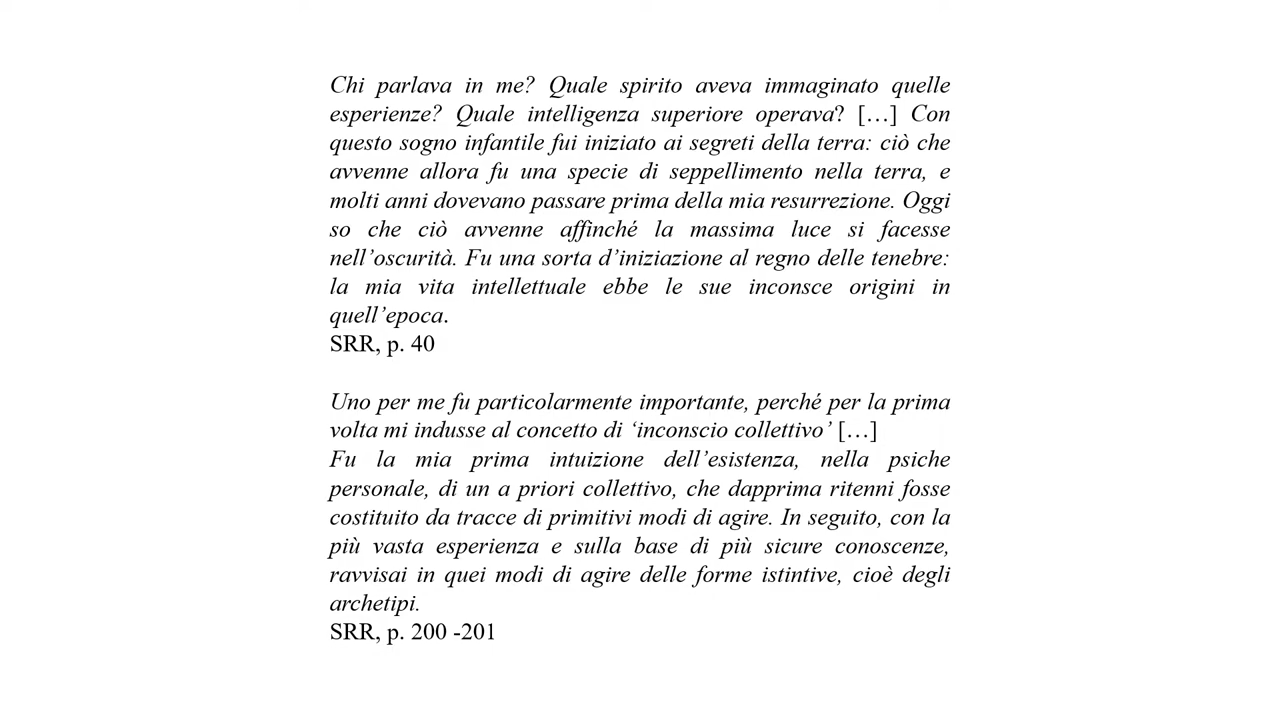 Chi parlava in me? Quale spirito aveva immaginato quelle
esperienze? Quale intelligenza superiore operava? […] Con
questo sogno infantile fui iniziato ai segreti della terra: ciò che
avvenne allora fu una specie di seppellimento nella terra, e
molti anni dovevano passare prima della mia resurrezione. Oggi
so che ciò avvenne affinché la massima luce si facesse
nell’oscurità. Fu una sorta d’iniziazione al regno delle tenebre:
la mia vita intellettuale ebbe le sue inconsce origini in
quell’epoca.
SRR, p. 40
Uno per me fu particolarmente importante, perché per la prima
volta mi indusse al concetto di ‘inconscio collettivo’ […]
Fu la mia prima intuizione dell’esistenza, nella psiche
personale, di un a priori collettivo, che dapprima ritenni fosse
costituito da tracce di primitivi modi di agire. In seguito, con la
più vasta esperienza e sulla base di più sicure conoscenze,
ravvisai in quei modi di agire delle forme istintive, cioè degli
archetipi.
SRR, p. 200 -201